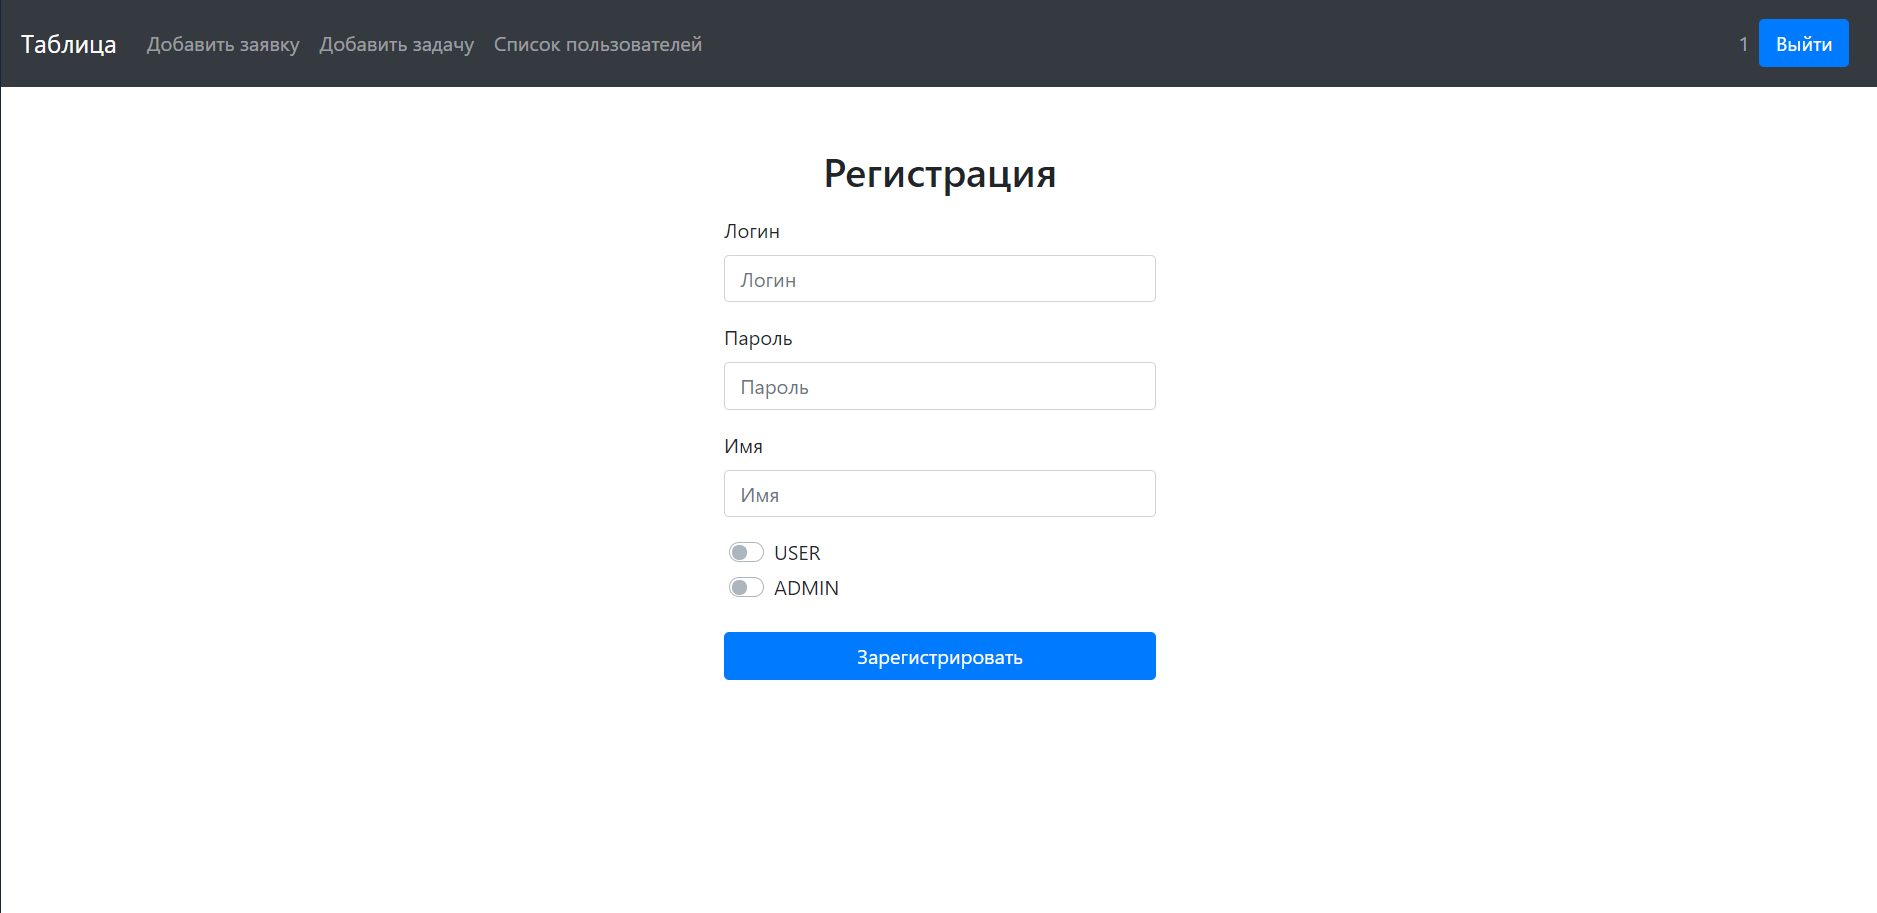 Таблица Добавить заявку Добавить задачу Список пользователей 1 Выйти
Регистрация
Логин
Логин
Пароль
Пароль
Имя
Имя
USER
ADMIN
Зарегистрировать